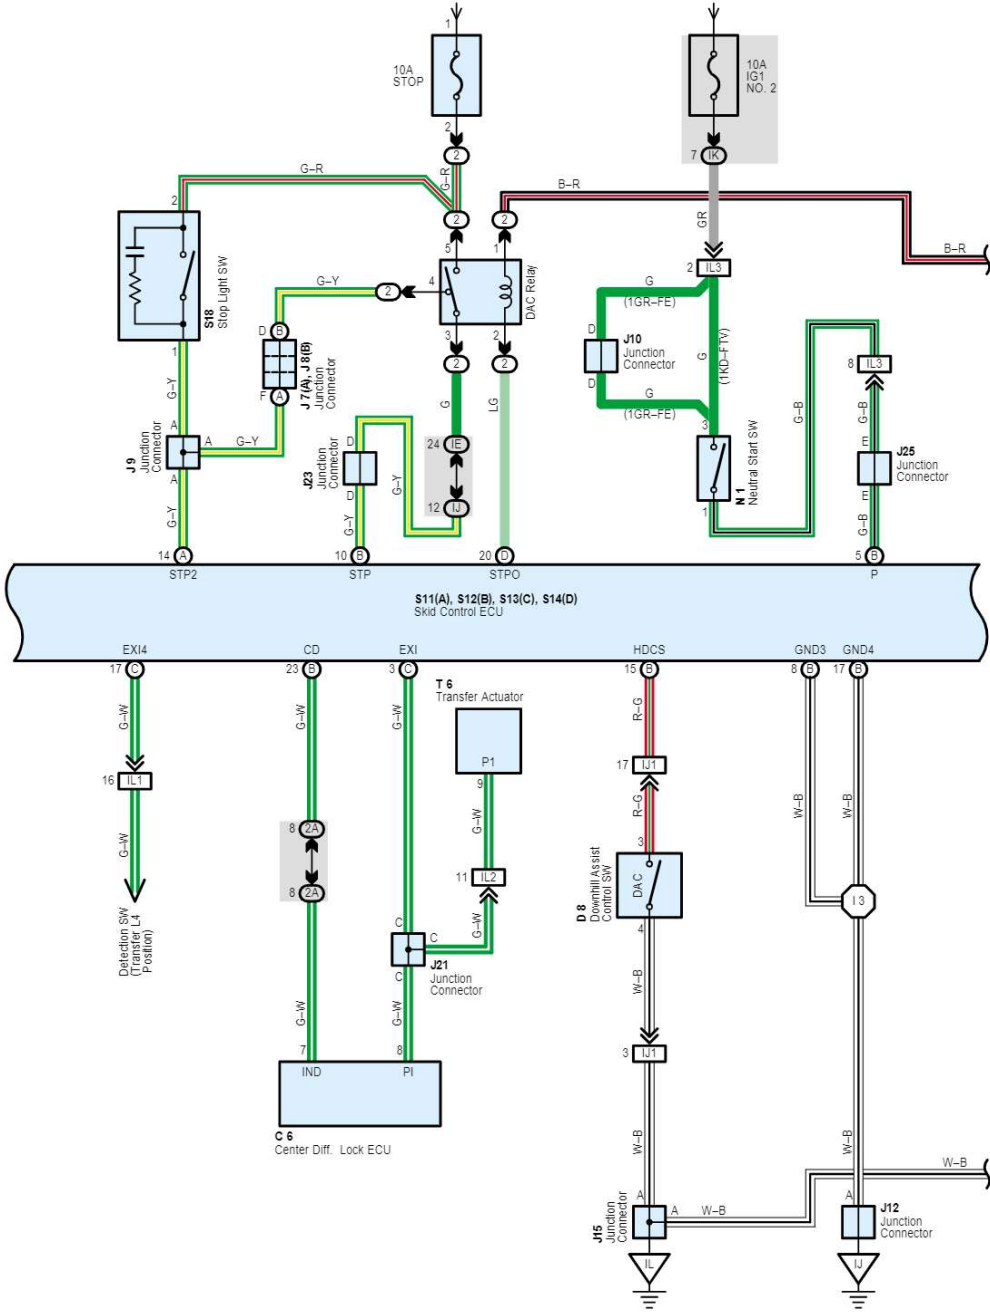 1
10A
STOP
2
2
10A
IG1
NO. 2
7 IK
G–R
G–R
2
2
B–R
2
GR
B–R
5
1
2 IL3
S18
Stop Light SW
1
G–Y
2
4
DAC Relay
3
2
2
2
G
(1GR–FE)
D
J10
Junction
Connector
D
G
(1GR–FE)
G
(1KD–FTV)
3
D B
J 7(A), J 8(B)
Junction
Connector
F A
8 IL3
G–B
G–B
G–Y
A
J 9
Junction
Connector
A
G–Y
A
G–Y
G
LG
24 IE
12 IJ
D
J23
Junction
Connector
D
G–Y
G–Y
N 1
Neutral Start SW
1
E
J25
Junction
Connector
E
G–B
14 A
10 B
20 D
5 B
STP2
STP
STPO
P
S11(A), S12(B), S13(C), S14(D)
Skid Control ECU
EXI4
CD
EXI
HDCS
GND3
GND4
17 C
23 B
3 C
15 B
8 B
17 B
T 6
Transfer Actuator
P1
9
G–W
G–W
G–W
R–G
16 IL1
17 IJ1
G–W
G–W
R–G
W–B
W–B
8 2A
8 2A
11 IL2
3
DAC
D 8
Downhill Assist
Control SW
4
I 3
Detection SW
(Transfer L4
Position)
G–W
C
C
J21
Junction
Connector
C
W–B
G–W
G–W
7
8
3 IJ1
IND
PI
C 6
Center Diff. Lock ECU
W–B
W–B
W–B
A
A
W–B
A
J15
Junction
Connector
J12
Junction
Connector
IL
IJ